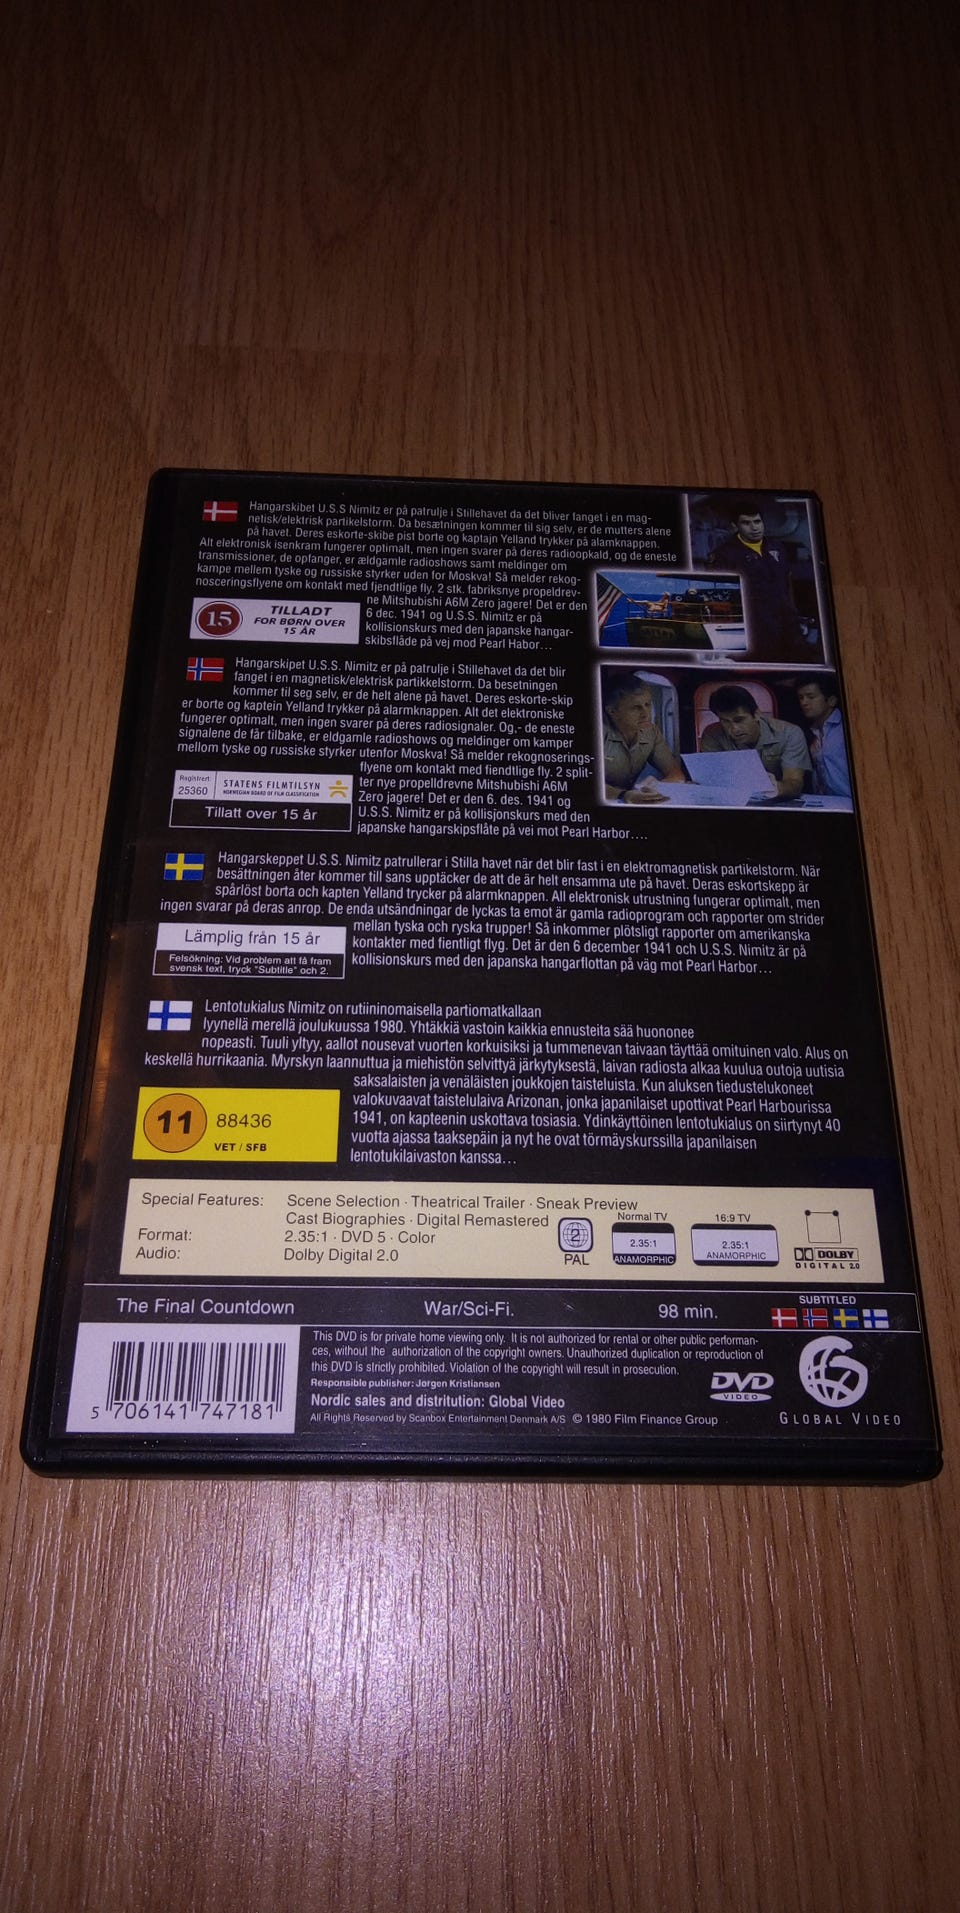 Hangarskibet U.S.S Nimitz er på patrulje i Stillehavet da det bliver fanget i en mag-
netisk/elektrisk partikelstorm. Da besætningen kommer til sig selv, er de mutters alene
på havet. Deres eskorte-skibe pist borte og kaptajn Yelland trykker på alarmknappen.
Alt elektronisk isenkram fungerer optimalt, men ingen svarer på deres radioopkald, og de eneste
transmissioner, de opfanger, er ældgamle radioshows samt meldinger om
kampe mellem tyske og russiske styrker uden for Moskva! Så melder rekog-
nosceringsflyene om kontakt med fjendtlige fly. 2 stk. fabriksnye propeldrev-
ne Mitshubishi A6M Zero jagere! Det er den
6 dec. 1941 og U.S.S. Nimitz er på
kollisionskurs med den japanske hangar-
skibsflåde på vej mod Pearl Habor...
15
TILLADT
FOR BØRN OVER
15 ÅR
Hangarskipet U.S.S. Nimitz er på patrulje i Stillehavet da det blir
fanget i en magnetisk/elektrisk partikkelstorm. Da besetningen
kommer til seg selv, er de helt alene på havet. Deres eskorte-skip
er borte og kaptein Yelland trykker på alarmknappen. Alt det elektroniske
fungerer optimalt, men ingen svarer på deres radiosignaler. Og,- de eneste
signalene de får tilbake, er eldgamle radioshows og meldinger om kamper
mellom tyske og russiske styrker utenfor Moskva! Så melder rekognoserings-
flyene om kontakt med fiendtlige fly. 2 split-
ter nye propelldrevne Mitshubishi A6M
Zero jagere! Det er den 6. des. 1941 og
U.S.S. Nimitz er på kollisjonskurs med den
japanske hangarskipsflåte på vei mot Pearl Harbor....
Registrert:
25360
STATENS FILMTILSYN
NORWEGIAN BOARD OF FILM CLASSIFICATION
Tillatt over 15 år
Hangarskeppet U.S.S. Nimitz patrullerar i Stilla havet när det blir fast i en elektromagnetisk partikelstorm. När
besättningen åter kommer till sans upptäcker de att de är helt ensamma ute på havet. Deras eskortskepp är
spårlöst borta och kapten Yelland trycker på alarmknappen. All elektronisk utrustning fungerar optimalt, men
ingen svarar på deras anrop. De enda utsändningar de lyckas ta emot är gamla radioprogram och rapporter om strider
mellan tyska och ryska trupper! Så inkommer plötsligt rapporter om amerikanska
kontakter med fientligt flyg. Det är den 6 december 1941 och U.S.S. Nimitz är på
kollisionskurs med den japanska hangarflottan på väg mot Pearl Harbor...
Lämplig från 15 år
Felsökning: Vid problem att få fram
svensk text, tryck "Subtitle" och 2.
Lentotukialus Nimitz on rutiininomaisella partiomatkallaan
lyynellä merellä joulukuussa 1980. Yhtäkkiä vastoin kaikkia ennusteita sää huononee
nopeasti. Tuuli yltyy, aallot nousevat vuorten korkuisiksi ja tummenevan taivaan täyttää omituinen valo. Alus on
keskellä hurrikaania. Myrskyn laannuttua ja miehistön selvittyä järkytyksestä, laivan radiosta alkaa kuulua outoja uutisia
saksalaisten ja venäläisten joukkojen taisteluista. Kun aluksen tiedustelukoneet
valokuvaavat taistelulaiva Arizonan, jonka japanilaiset upottivat Pearl Harbourissa
1941, on kapteenin uskottava tosiasia. Ydinkäyttöinen lentotukialus on siirtynyt 40
vuotta ajassa taaksepäin ja nyt he ovat törmäyskurssilla japanilaisen
lentotukilaivaston kanssa...
11
88436
VET / SFB
Special Features: Scene Selection · Theatrical Trailer · Sneak Preview
Cast Biographies · Digital Remastered
Format: 2.35:1 · DVD 5 · Color
Audio: Dolby Digital 2.0
2
PAL
Normal TV
2.35:1
ANAMORPHIC
16:9 TV
2.35:1
ANAMORPHIC
DOLBY
DIGITAL 2.0
The Final Countdown War/Sci-Fi. 98 min.
SUBTITLED
This DVD is for private home viewing only. It is not authorized for rental or other public performan-
ces, without the authorization of the copyright owners. Unauthorized duplication or reproduction of
this DVD is strictly prohibited. Violation of the copyright will result in prosecution.
Responsible publisher: Jørgen Kristiansen
Nordic sales and distritution: Global Video
All Rights Reserved by Scanbox Entertainment Denmark A/S © 1980 Film Finance Group
5 706141 747181
DVD
VIDEO
GLOBAL VIDEO